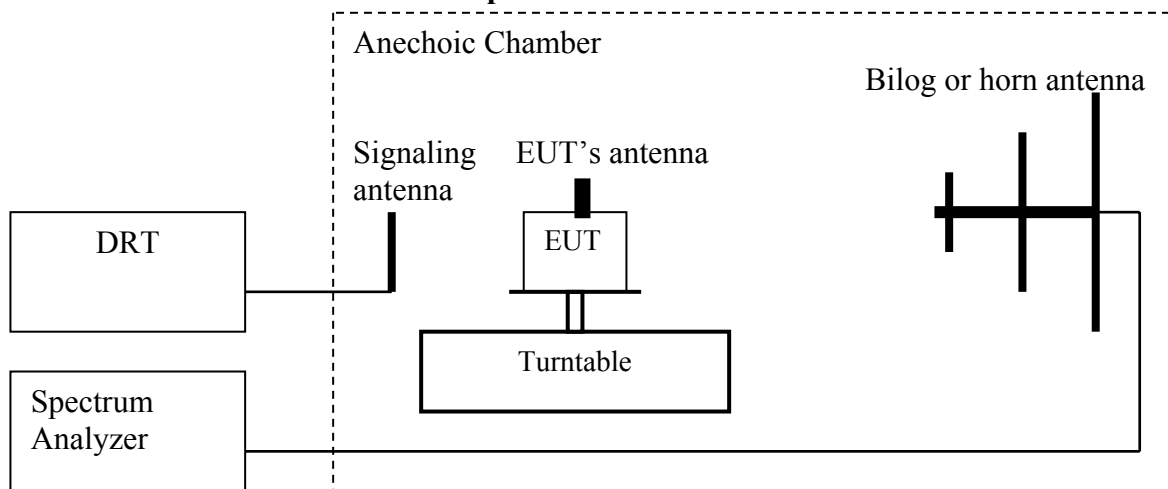 Anechoic Chamber
Bilog or horn antenna
Signaling
antenna
EUT’s antenna
DRT
EUT
Turntable
Spectrum
Analyzer